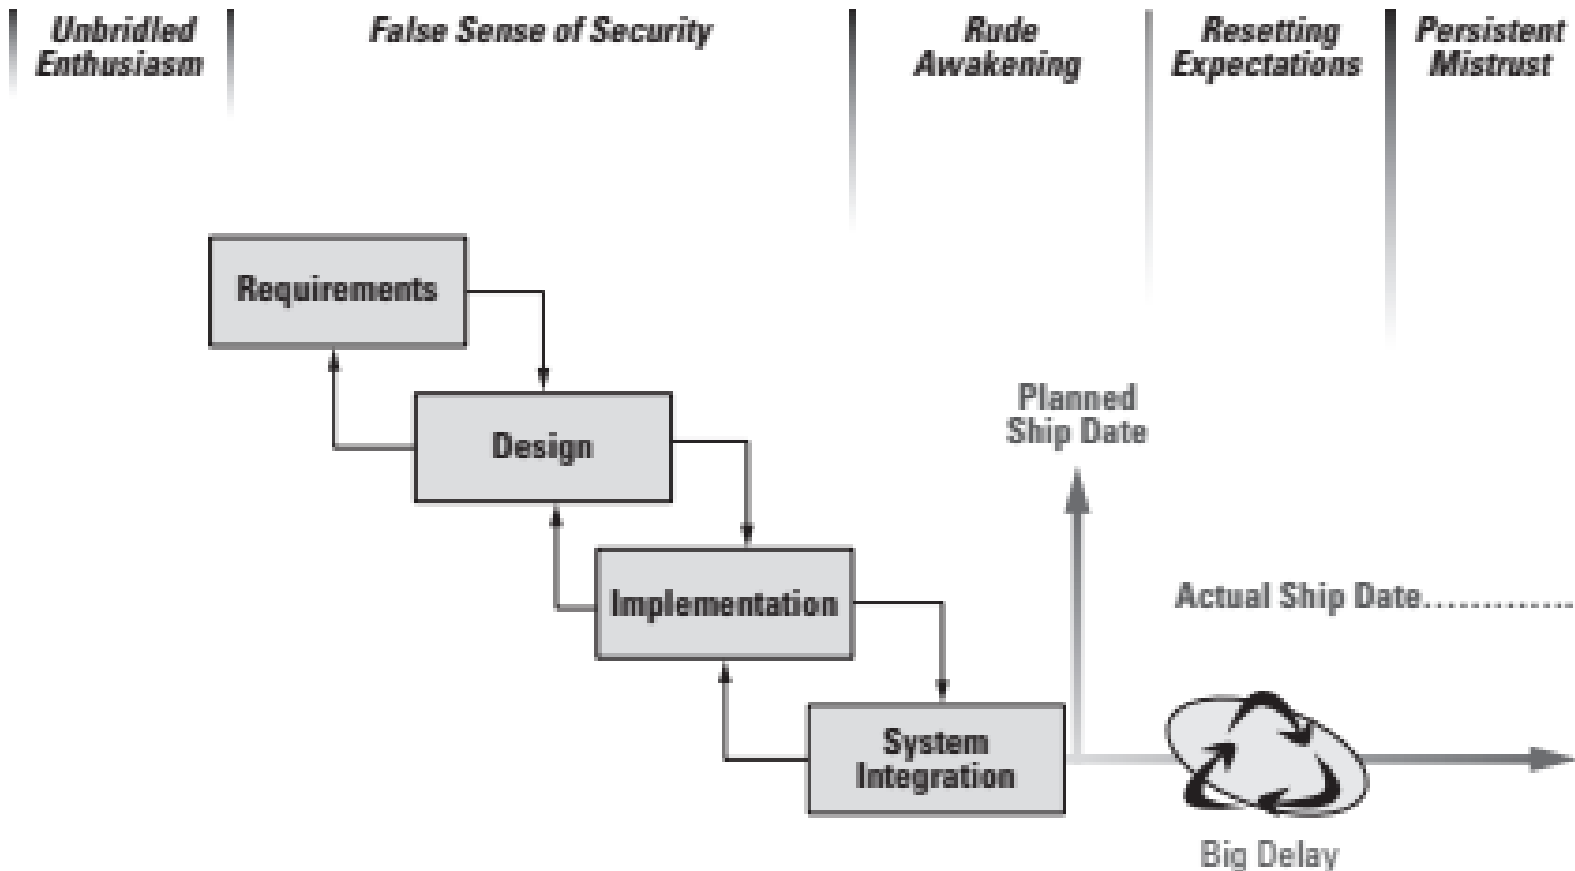 Unbridled
Enthusiasm
False Sense of Security
Rude
Awakening
Resetting
Expectations
Persistent
Mistrust
Requirements
Design
Implementation
System
Integration
Planned
Ship Date
Actual Ship Date.............
Big Delay